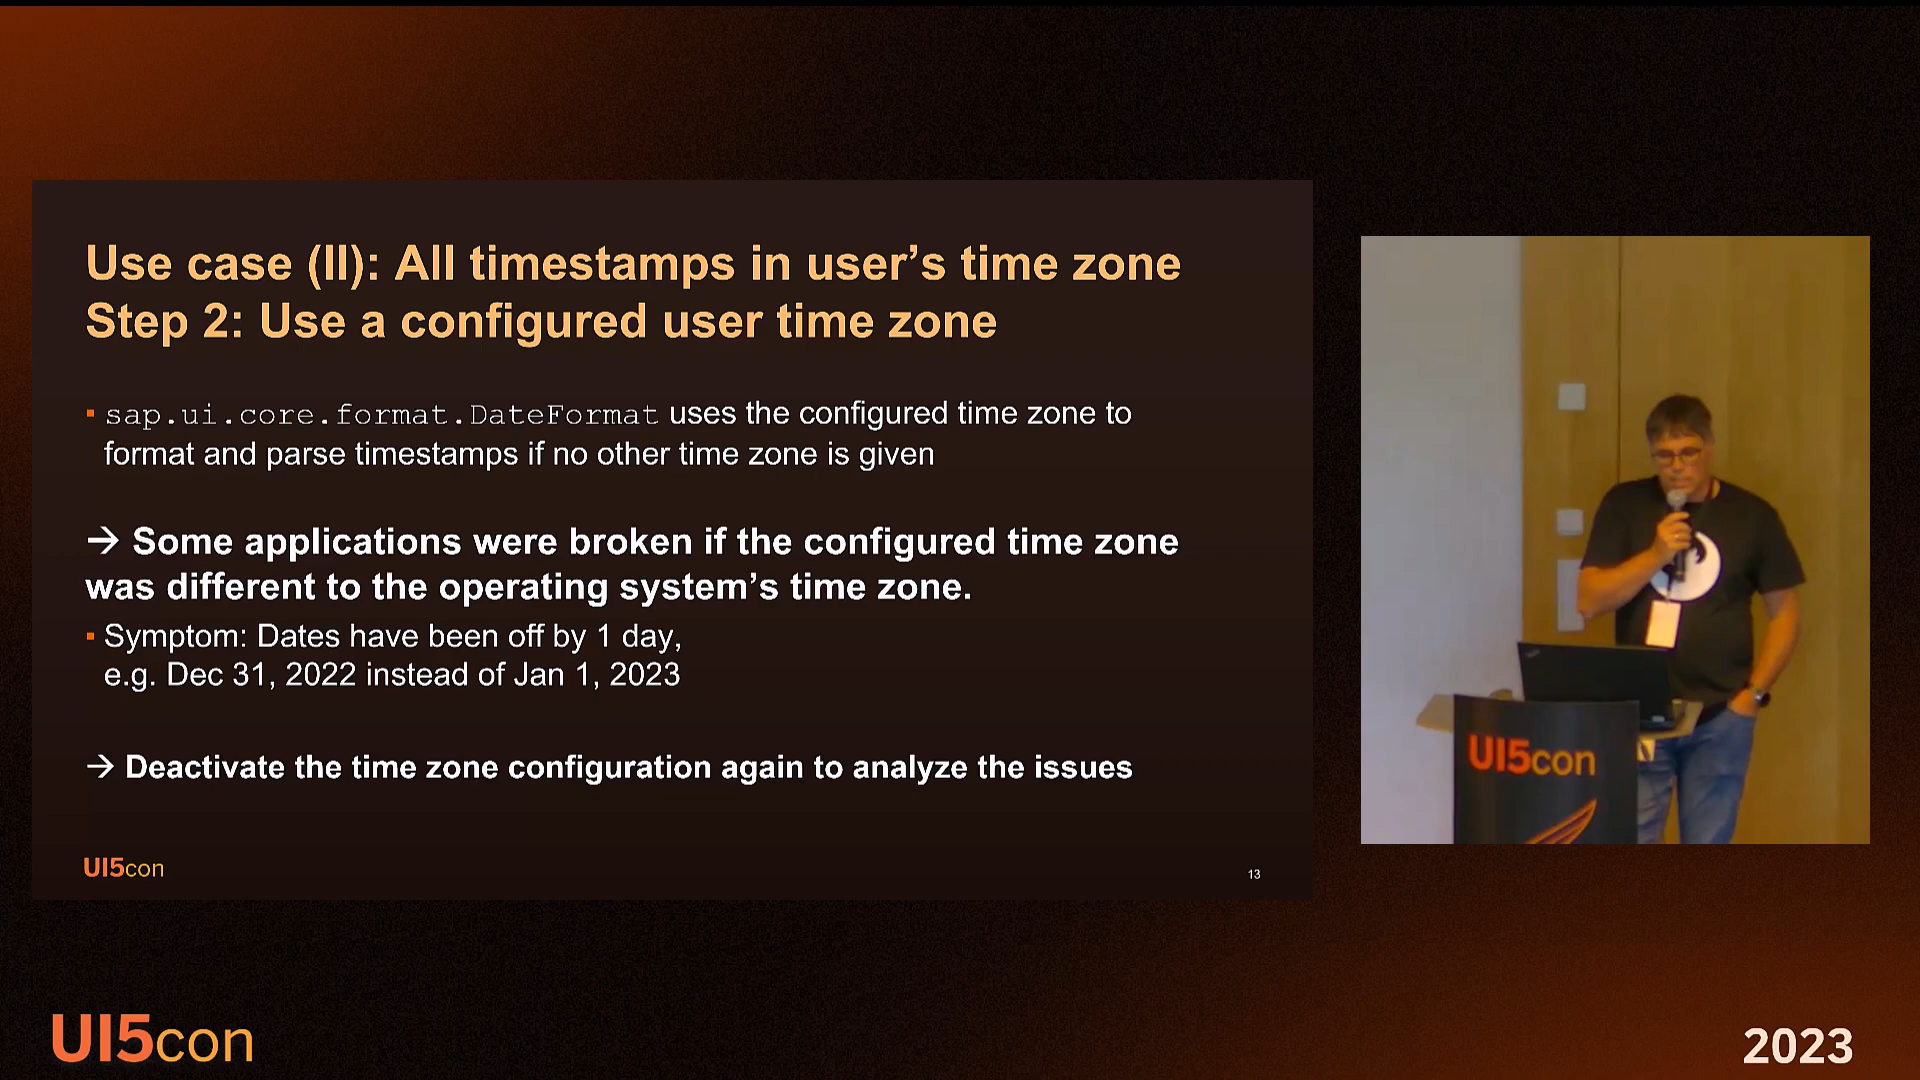 Use case (II): All timestamps in user’s time zone
Step 2: Use a configured user time zone
▪ sap.ui.core.format.DateFormat uses the configured time zone to
format and parse timestamps if no other time zone is given
→ Some applications were broken if the configured time zone
was different to the operating system’s time zone.
▪ Symptom: Dates have been off by 1 day,
e.g. Dec 31, 2022 instead of Jan 1, 2023
→ Deactivate the time zone configuration again to analyze the issues
UI5con
13
UI5con
UI5con
2023